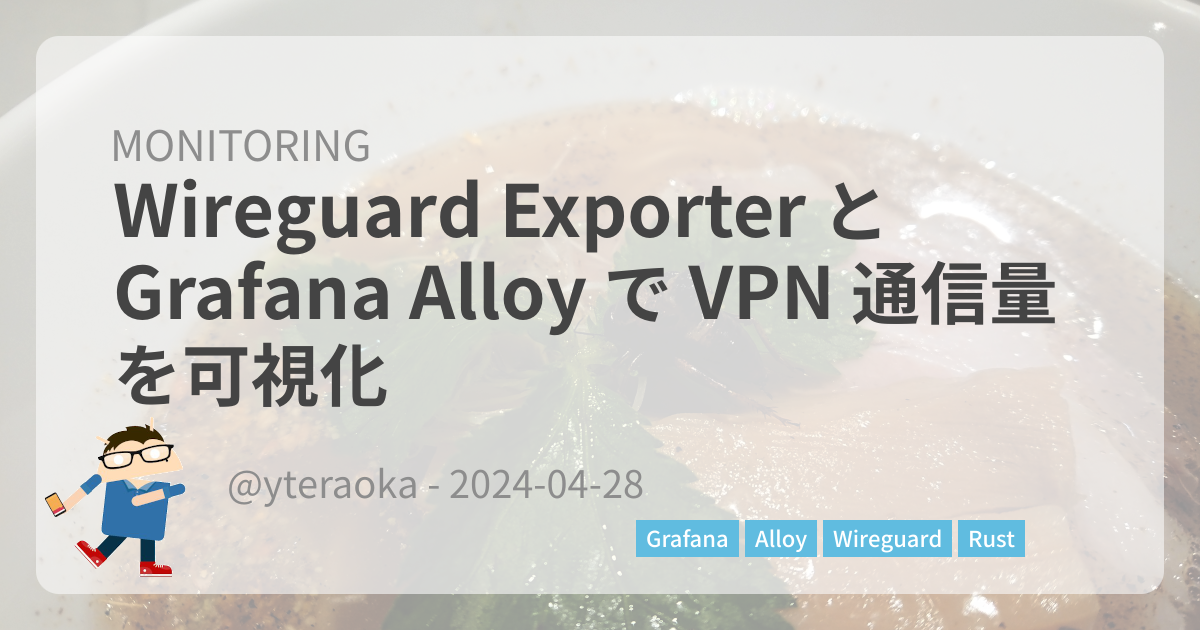 MONITORING
Wireguard Exporter と
Grafana Alloy で VPN 通信量
を可視化
@yteraoka - 2024-04-28
Grafana Alloy Wireguard Rust